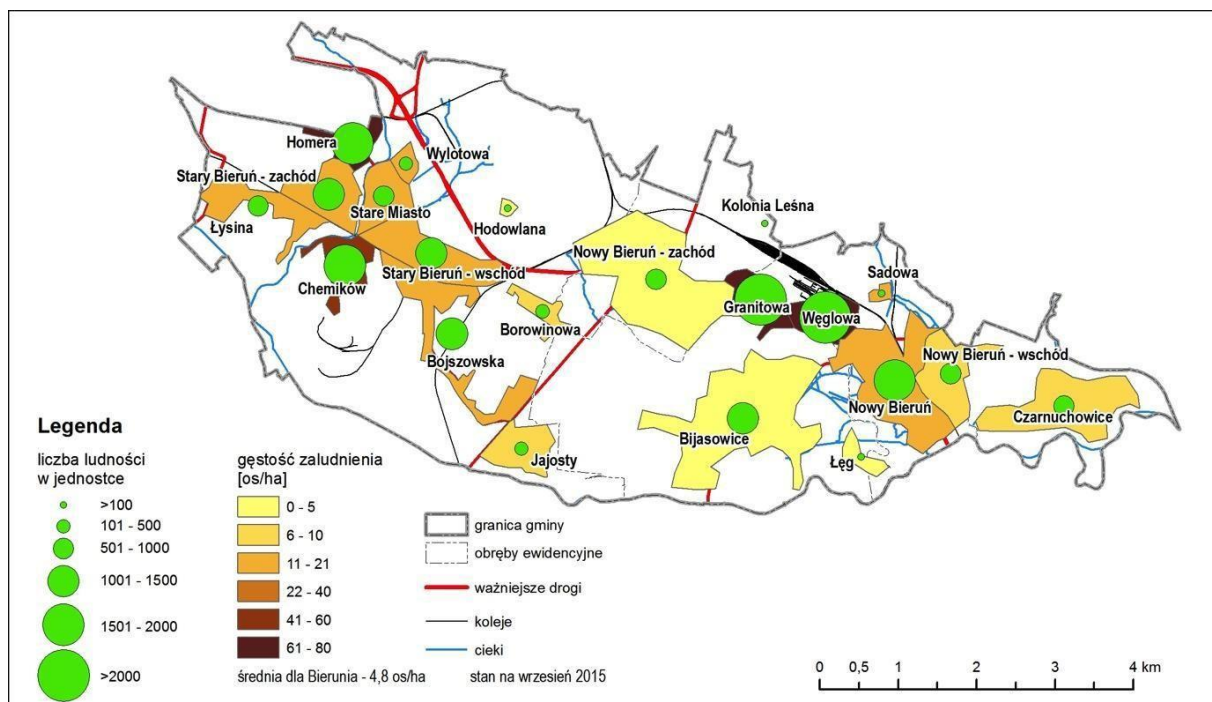 Homera
Wylotowa
Stary Bieruń - zachód
Kolonia Leśna
Stare Miasto
Hodowlana
Łysina
Nowy Bieruń - zachód
Stary Bieruń - wschód
Sadowa
Chemików
Granitowa
Węglowa
Borowinowa
Bojszowska
Nowy Bieruń - wschód
Nowy Bieruń
Czarnuchowice
Bijasowice
Jajosty
Łęg
Legenda
liczba ludności
w jednostce
>100
101 - 500
501 - 1000
1001 - 1500
1501 - 2000
>2000
gęstość zaludnienia
[os/ha]
0 - 5
6 - 10
11 - 21
22 - 40
41 - 60
61 - 80
granica gminy
obręby ewidencyjne
ważniejsze drogi
koleje
cieki
średnia dla Bierunia - 4,8 os/ha
stan na wrzesień 2015
0 0,5 1 2 3 4 km